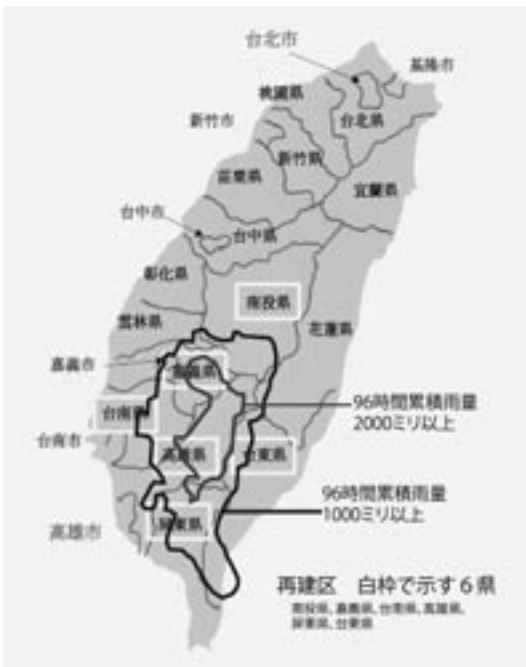 台北市
基隆市
桃園県
新竹市
台北県
新竹県
苗栗県
宜蘭県
台中市
台中県
彰化県
南投県
雲林県
花蓮県
嘉義市
嘉義県
96時間累積雨量
2000ミリ以上
台南県
台南市
高雄県
台東県
96時間累積雨量
1000ミリ以上
屏東県
高雄市
再建区 白枠で示す6県
南投県、嘉義県、台南県、高雄県、
屏東県、台東県